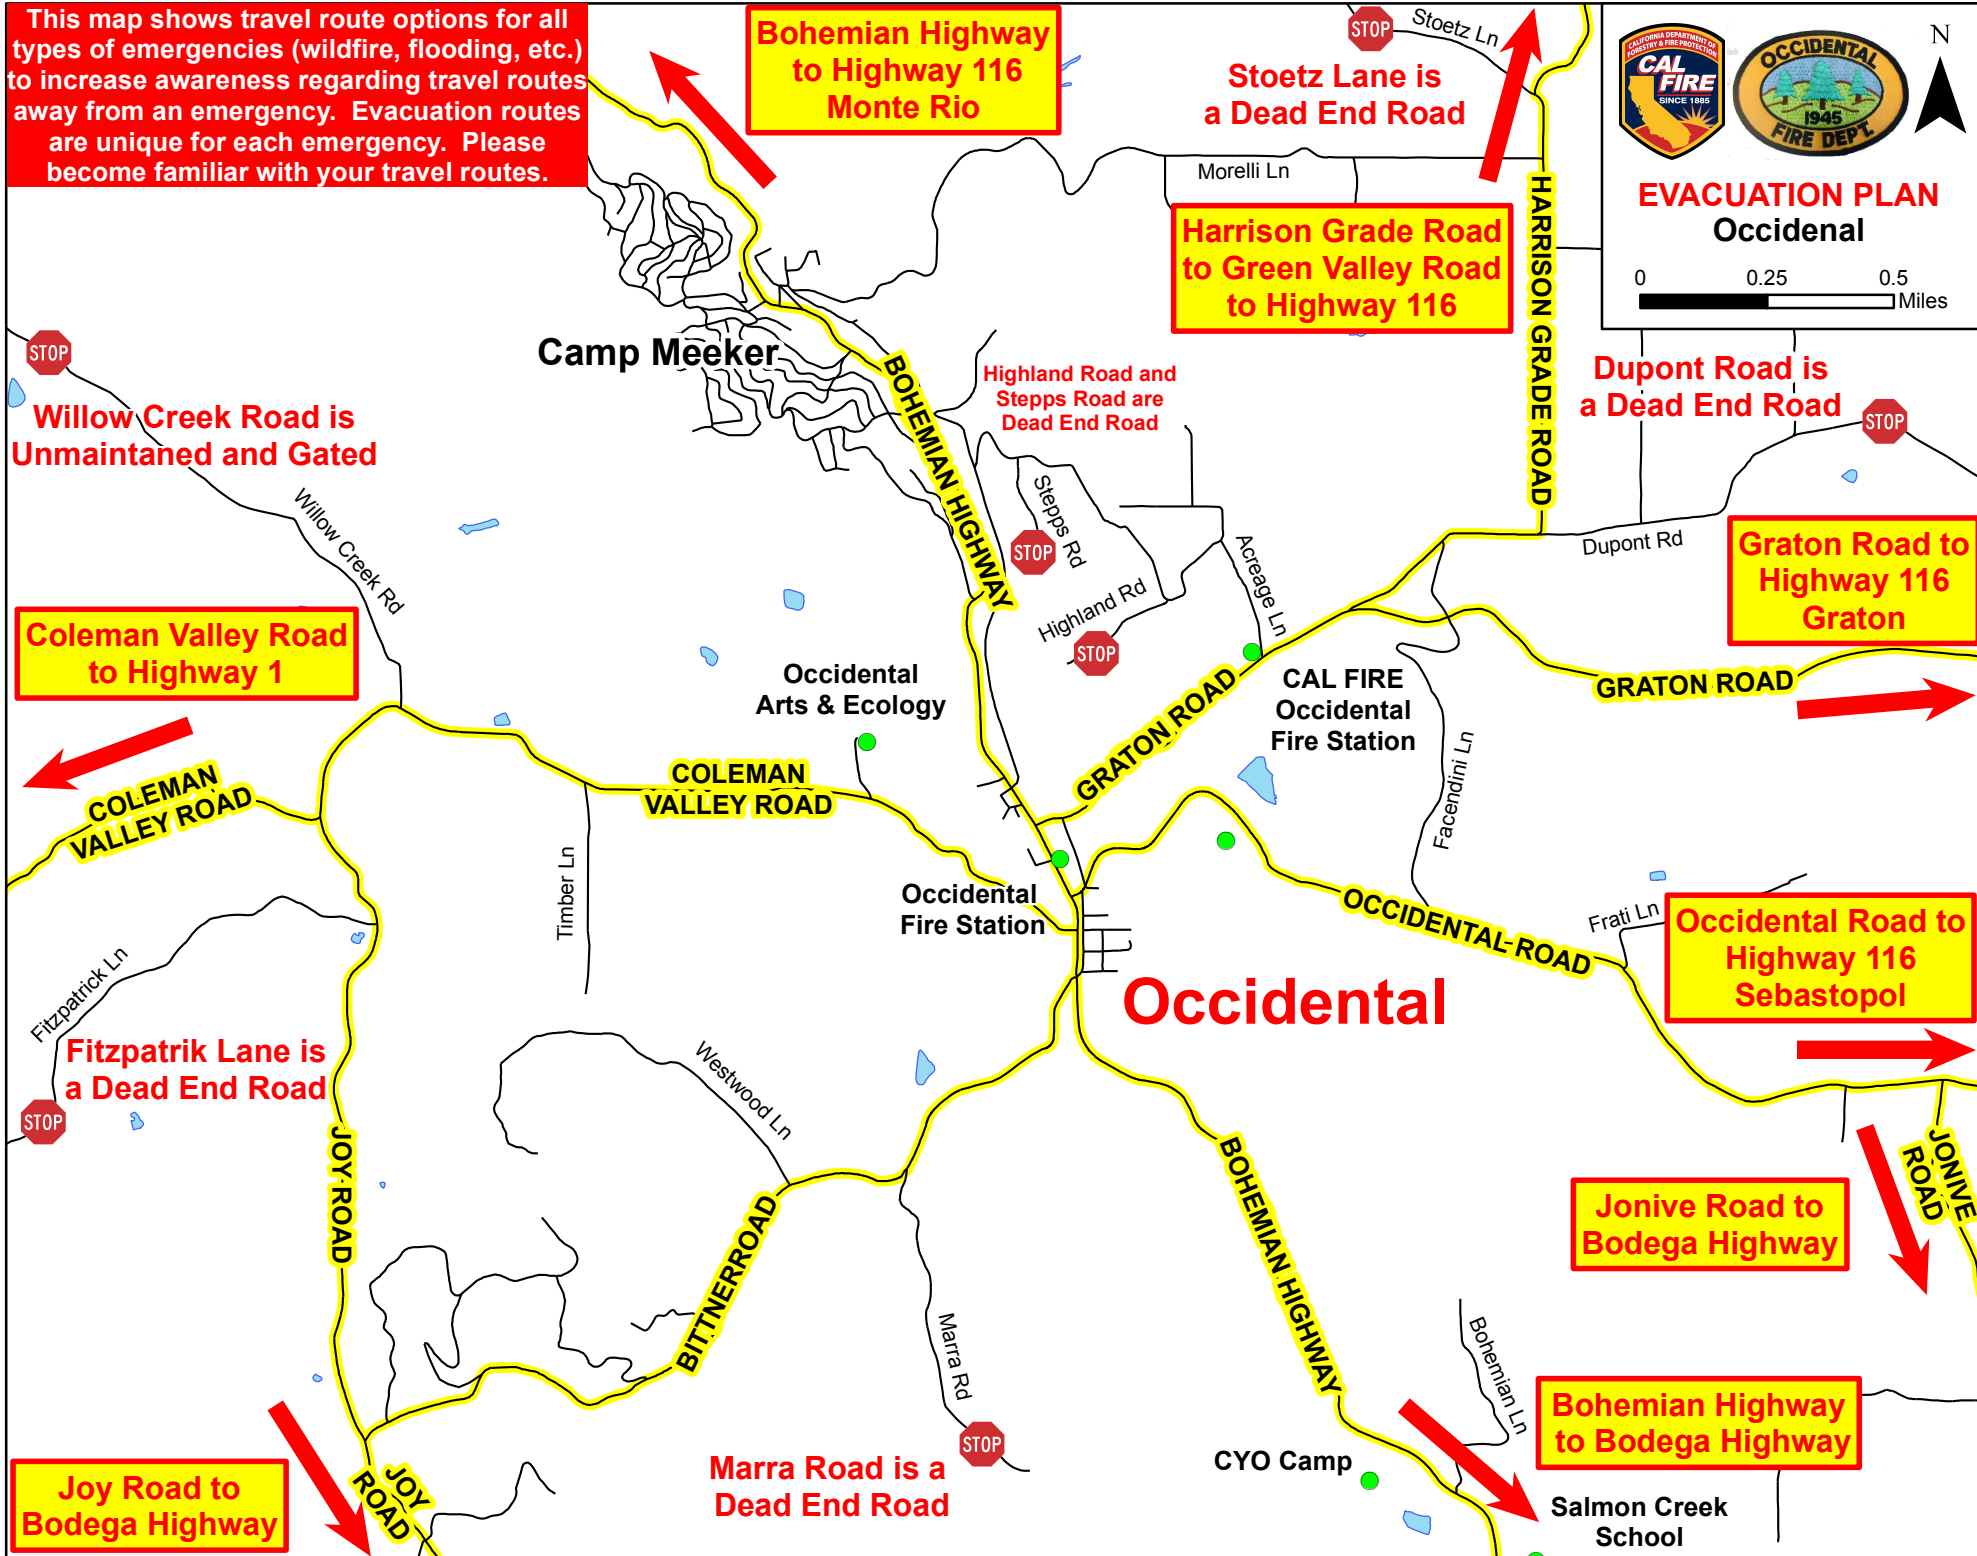 This map shows travel route options for all
types of emergencies (wildfire, flooding, etc.)
to increase awareness regarding travel routes
away from an emergency.  Evacuation routes
are unique for each emergency.  Please
become familiar with your travel routes.
Bohemian Highway
to Highway 116
Monte Rio
STOP
Stoetz Ln
Stoetz Lane is
a Dead End Road
CALIFORNIA DEPARTMENT OF
FORESTRY & FIRE PROTECTION
CAL
FIRE
SINCE 1885
OCCIDENTAL
1945
FIRE DEPT.
N
EVACUATION PLAN
Occidenal
0 0.25 0.5
Miles
Morelli Ln
Harrison Grade Road
to Green Valley Road
to Highway 116
HARRISON GRADE ROAD
STOP
Willow Creek Road is
Unmaintaned and Gated
Willow Creek Rd
Camp Meeker
BOHEMIAN HIGHWAY
Highland Road and
Stepps Road are
Dead End Road
Stepps Rd
STOP
Highland Rd
STOP
Acreage Ln
Dupont Road is
a Dead End Road
STOP
Dupont Rd
Graton Road to
Highway 116
Graton
GRATON ROAD
Coleman Valley Road
to Highway 1
COLEMAN
VALLEY ROAD
Occidental
Arts & Ecology
COLEMAN
VALLEY ROAD
GRATON ROAD
CAL FIRE
Occidental
Fire Station
Facendini Ln
Timber Ln
Occidental
Fire Station
OCCIDENTAL ROAD
Frati Ln
Occidental Road to
Highway 116
Sebastopol
Occidental
Fitzpatrick Ln
Fitzpatrik Lane is
a Dead End Road
STOP
JOY ROAD
Westwood Ln
BITTNERROAD
BOHEMIAN HIGHWAY
JONIVE
ROAD
Jonive Road to
Bodega Highway
Marra Rd
STOP
Marra Road is a
Dead End Road
Bohemian Ln
Bohemian Highway
to Bodega Highway
CYO Camp
Salmon Creek
School
Joy Road to
Bodega Highway
JOY
ROAD